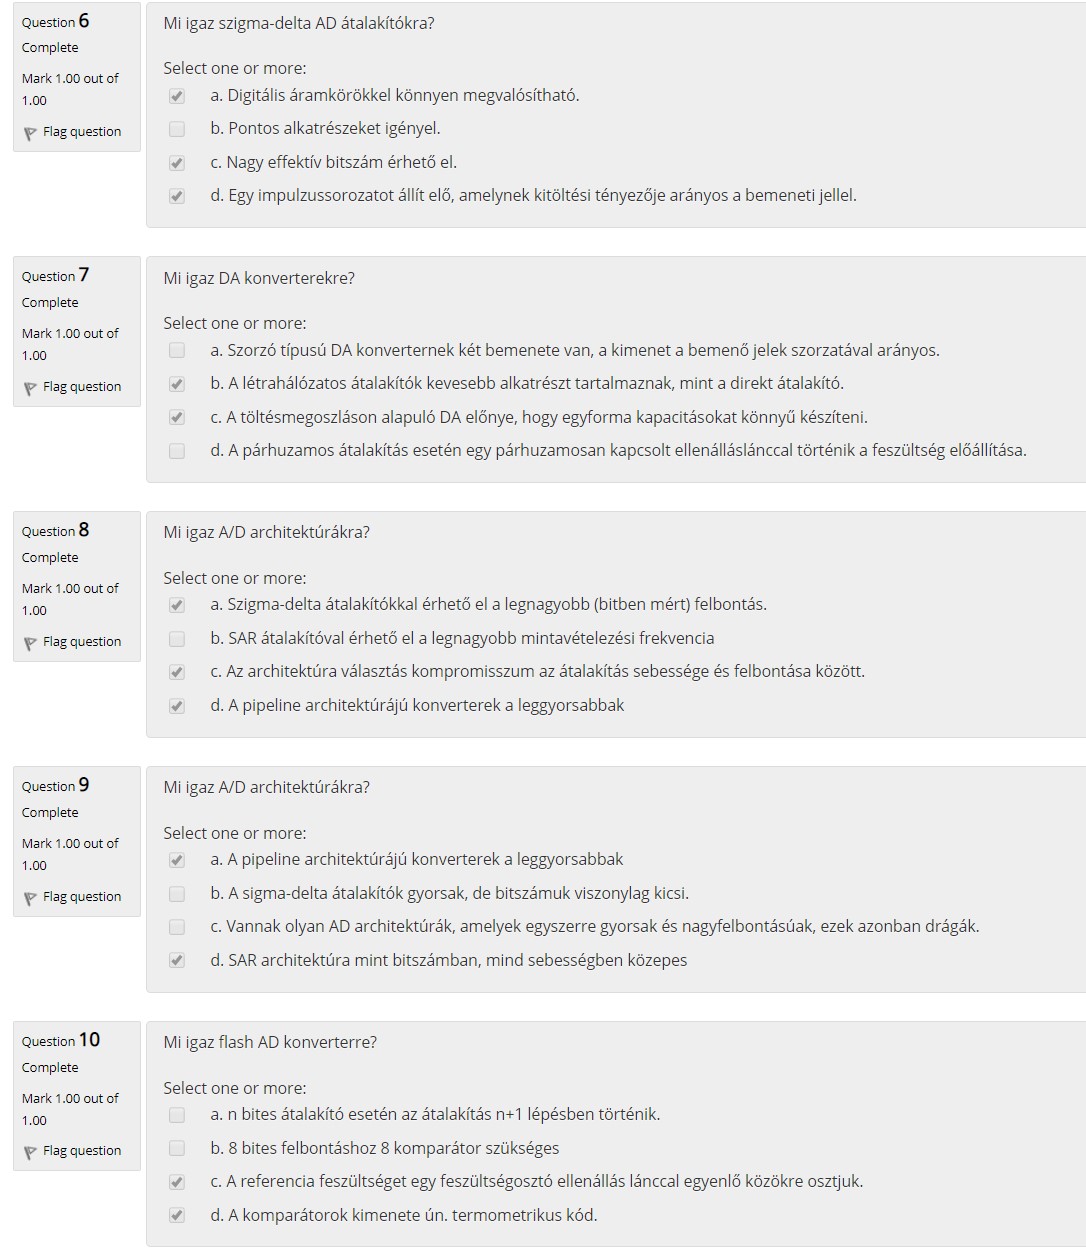 Question 6
Complete
Mark 1.00 out of
1.00
Flag question
Mi igaz szigma-delta AD átalakítókra?
Select one or more:
a. Digitális áramkörökkel könnyen megvalósítható.
b. Pontos alkatrészeket igényel.
c. Nagy effektív bitszám érhető el.
d. Egy impulzussorozatot állít elő, amelynek kitöltési tényezője arányos a bemeneti jellel.
Question 7
Complete
Mark 1.00 out of
1.00
Flag question
Mi igaz DA konverterekre?
Select one or more:
a. Szorzó típusú DA konverternek két bemenete van, a kimenet a bemenő jelek szorzatával arányos.
b. A létrahálózatos átalakítók kevesebb alkatrészt tartalmaznak, mint a direkt átalakító.
c. A töltésmegoszláson alapuló DA előnye, hogy egyforma kapacitásokat könnyű készíteni.
d. A párhuzamos átalakítás esetén egy párhuzamosan kapcsolt ellenálláslánccal történik a feszültség előállítása.
Question 8
Complete
Mark 1.00 out of
1.00
Flag question
Mi igaz A/D architektúrákra?
Select one or more:
a. Szigma-delta átalakítókkal érhető el a legnagyobb (bitben mért) felbontás.
b. SAR átalakítóval érhető el a legnagyobb mintavételezési frekvencia
c. Az architektúra választás kompromisszum az átalakítás sebessége és felbontása között.
d. A pipeline architektúrájú konverterek a leggyorsabbak
Question 9
Complete
Mark 1.00 out of
1.00
Flag question
Mi igaz A/D architektúrákra?
Select one or more:
a. A pipeline architektúrájú konverterek a leggyorsabbak
b. A sigma-delta átalakítók gyorsak, de bitszámuk viszonylag kicsi.
c. Vannak olyan AD architektúrák, amelyek egyszerre gyorsak és nagyfelbontásúak, ezek azonban drágák.
d. SAR architektúra mint bitszámban, mind sebességben közepes
Question 10
Complete
Mark 1.00 out of
1.00
Flag question
Mi igaz flash AD konverterre?
Select one or more:
a. n bites átalakító esetén az átalakítás n+1 lépésben történik.
b. 8 bites felbontáshoz 8 komparátor szükséges
c. A referencia feszültséget egy feszültségosztó ellenállás lánccal egyenlő közökre osztjuk.
d. A komparátorok kimenete ún. termometrikus kód.